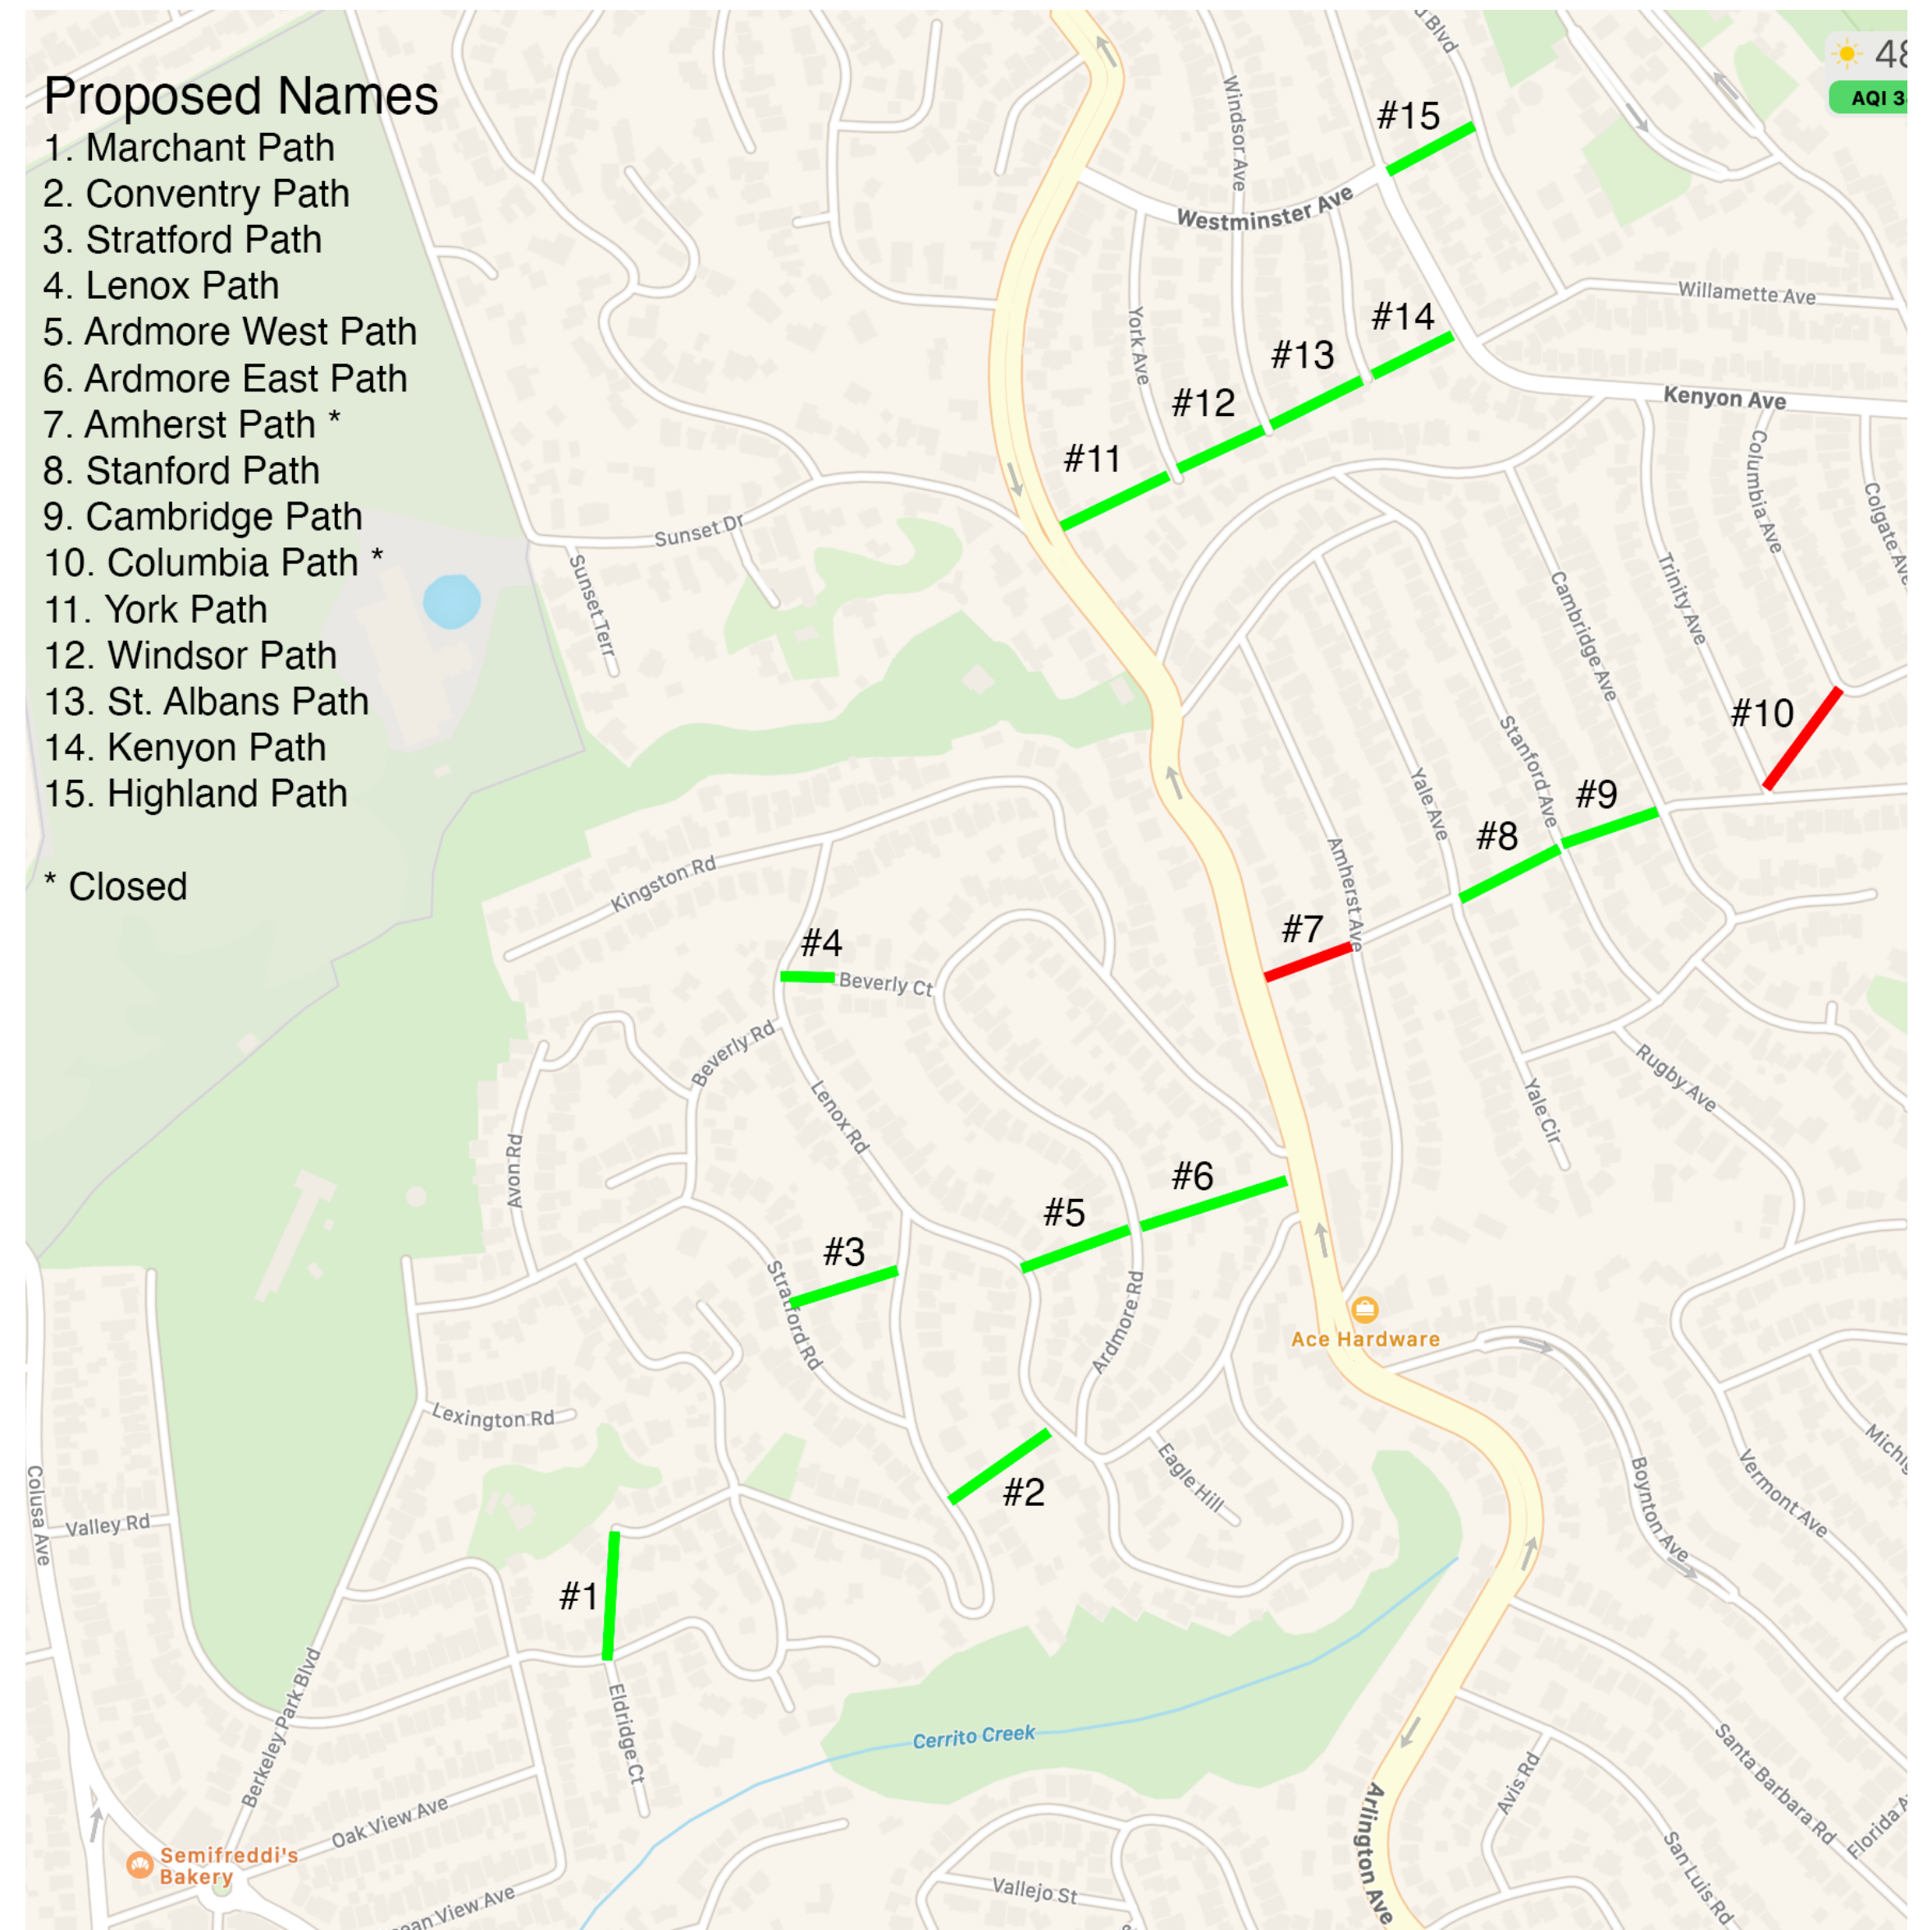 Proposed Names
1. Marchant Path
2. Conventry Path
3. Stratford Path
4. Lenox Path
5. Ardmore West Path
6. Ardmore East Path
7. Amherst Path *
8. Stanford Path
9. Cambridge Path
10. Columbia Path *
11. York Path
12. Windsor Path
13. St. Albans Path
14. Kenyon Path
15. Highland Path
* Closed
Blvd
48
AQI 3
Windsor Ave
#15
Westminster Ave
Willamette Ave
York Ave
#14
#13
#12
#11
Kenyon Ave
Columbia Ave
Colgate Ave
Sunset Dr
Sunset Terr
Trinity Ave
Cambridge Ave
#10
Stanford Ave
#9
Yale Ave
#8
Amherst Ave
#7
Kingston Rd
#4
Beverly Ct
Beverly Rd
Lenox Rd
Rugby Ave
Yale Cir
Avon Rd
#6
#5
#3
Stratford Rd
Ardmore Rd
Ace Hardware
Lexington Rd
Colusa Ave
Valley Rd
#2
Eagle Hill
Boynton Ave
Vermont Ave
#1
Berkeley Park Blvd
Eldridge Ct
Cerrito Creek
Oak View Ave
Semifreddi's
Bakery
Arlington Ave
Avis Rd
Santa Barbara Rd
Florida
San Luis Rd
Vallejo St
View Ave